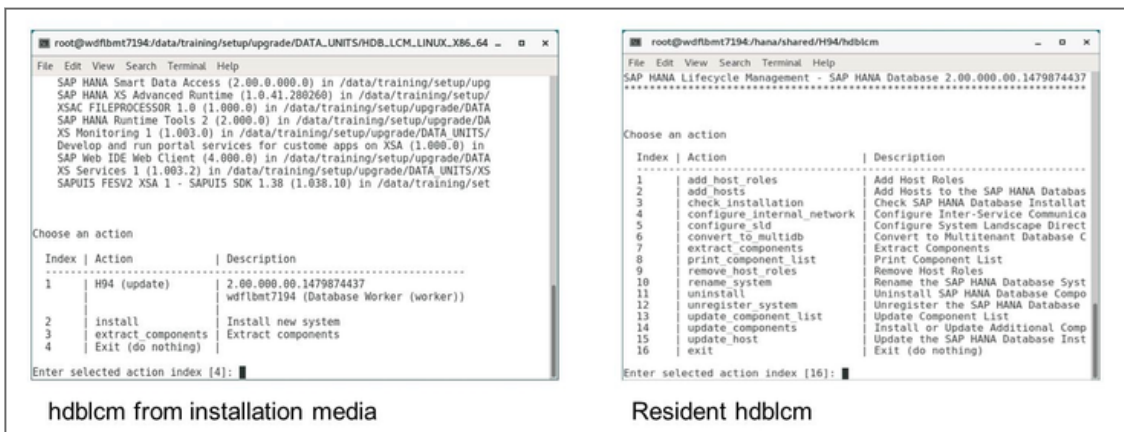 root@wdflbmt7194:/data/training/setup/upgrade/DATA_UNITS/HDB_LCM_LINUX_X86_64
File Edit View Search Terminal Help
SAP HANA Smart Data Access (2.00.0.000.0) in /data/training/setup/upg
SAP HANA XS Advanced Runtime (1.0.41.280260) in /data/training/setup/
XSAC FILEPROCESSOR 1.0 (1.000.0) in /data/training/setup/upgrade/DATA
SAP HANA Runtime Tools 2 (2.000.0) in /data/training/setup/upgrade/DA
XS Monitoring 1 (1.003.0) in /data/training/setup/upgrade/DATA_UNITS/
Develop and run portal services for custome apps on XSA (1.000.0) in
SAP Web IDE Web Client (4.000.0) in /data/training/setup/upgrade/DATA
XS Services 1 (1.003.2) in /data/training/setup/upgrade/DATA_UNITS/XS
SAPUI5 FESV2 XSA 1 - SAPUI5 SDK 1.38 (1.038.10) in /data/training/set
Choose an action
Index | Action | Description
1 | H94 (update) | 2.00.000.00.1479874437
| | wdflbmt7194 (Database Worker (worker))
2 | install | Install new system
3 | extract_components | Extract components
4 | Exit (do nothing) |
Enter selected action index [4]:
hdblcm from installation media
root@wdflbmt7194:/hana/shared/H94/hdblcm
File Edit View Search Terminal Help
SAP HANA Lifecycle Management - SAP HANA Database 2.00.000.00.1479874437
************************************************************************
Choose an action
Index | Action | Description
1 | add_host_roles | Add Host Roles
2 | add_hosts | Add Hosts to the SAP HANA Databas
3 | check_installation | Check SAP HANA Database Installat
4 | configure_internal_network | Configure Inter-Service Communica
5 | configure_sld | Configure System Landscape Direct
6 | convert_to_multidb | Convert to Multitenant Database C
7 | extract_components | Extract Components
8 | print_component_list | Print Component List
9 | remove_host_roles | Remove Host Roles
10 | rename_system | Rename the SAP HANA Database Syst
11 | uninstall | Uninstall SAP HANA Database Compo
12 | unregister_system | Unregister the SAP HANA Database
13 | update_component_list | Update Component List
14 | update_components | Install or Update Additional Comp
15 | update_host | Update the SAP HANA Database Inst
16 | exit | Exit (do nothing)
Enter selected action index [16]:
Resident hdblcm